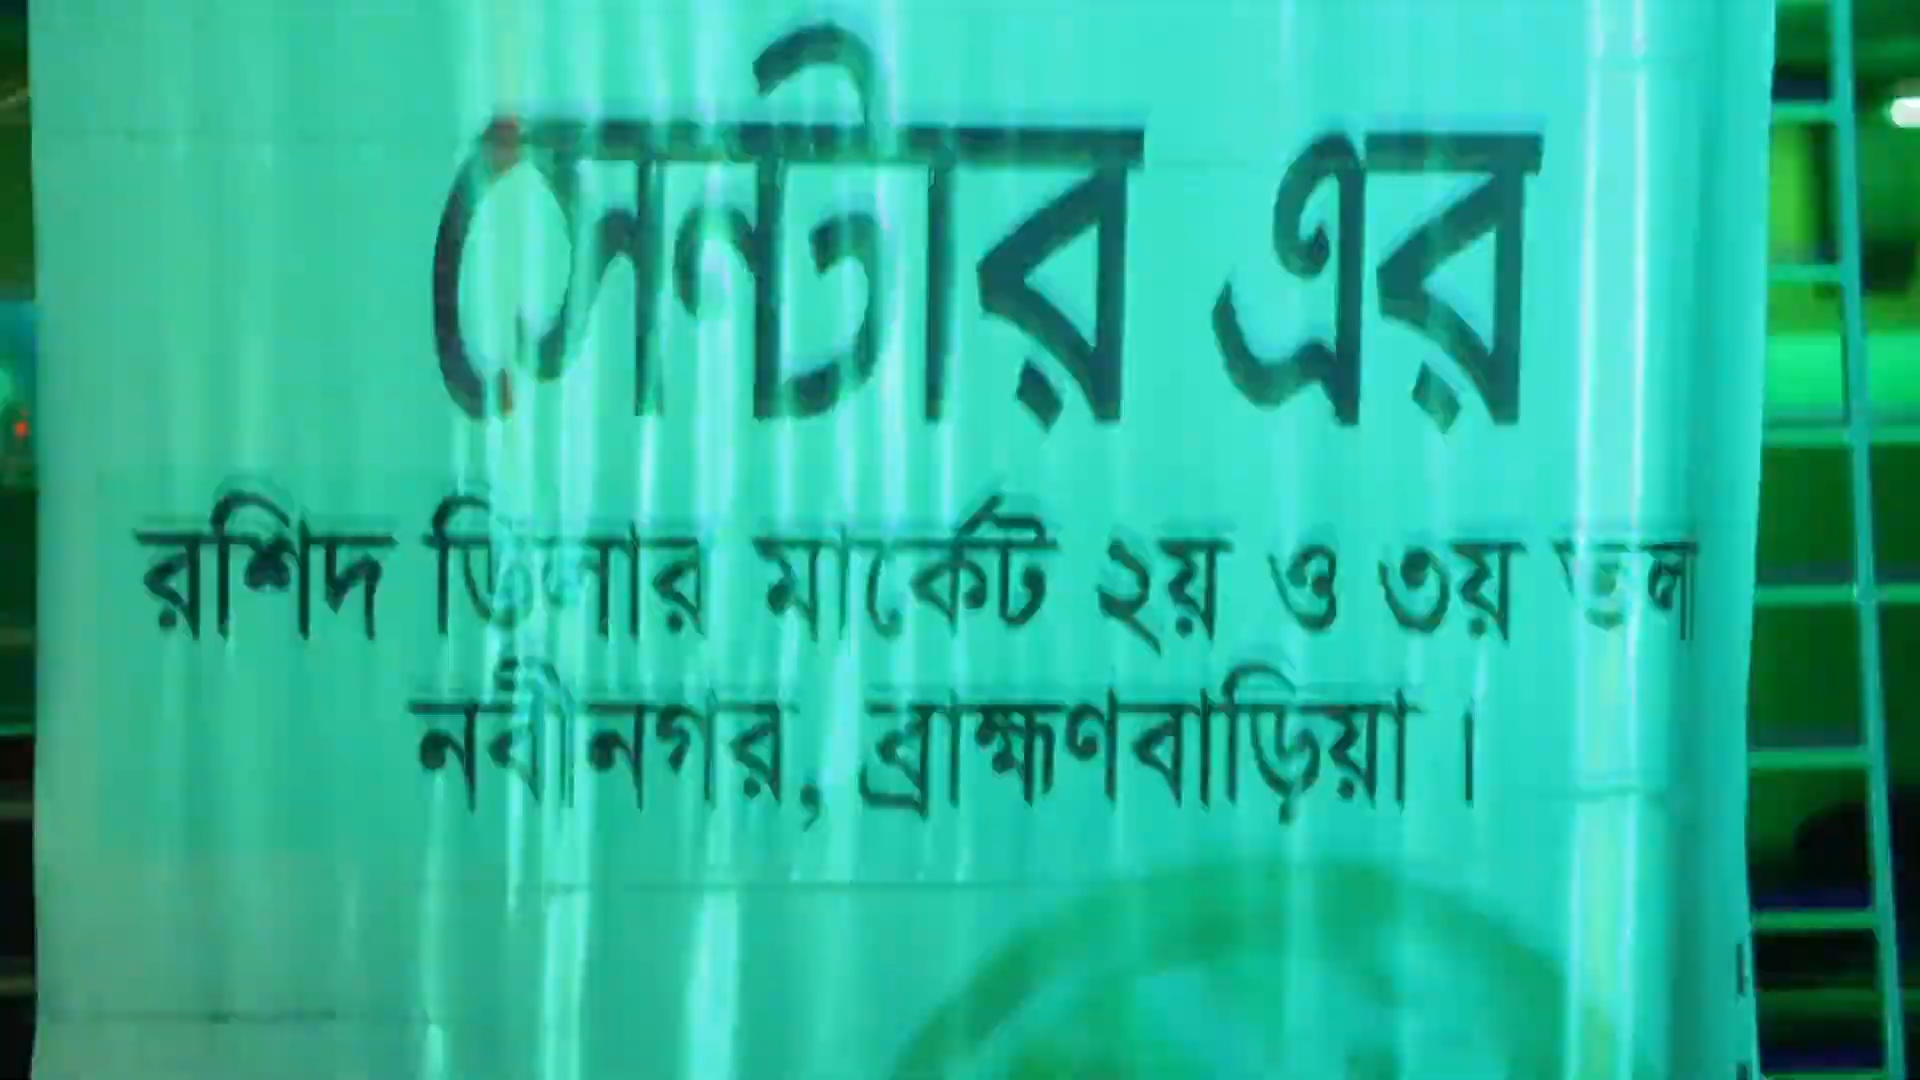 সেন্টার এর
রশিদ ভিলার মার্কেট ২য় ও ৩য় তলা
নবীনগর, ব্রাহ্মণবাড়িয়া ।